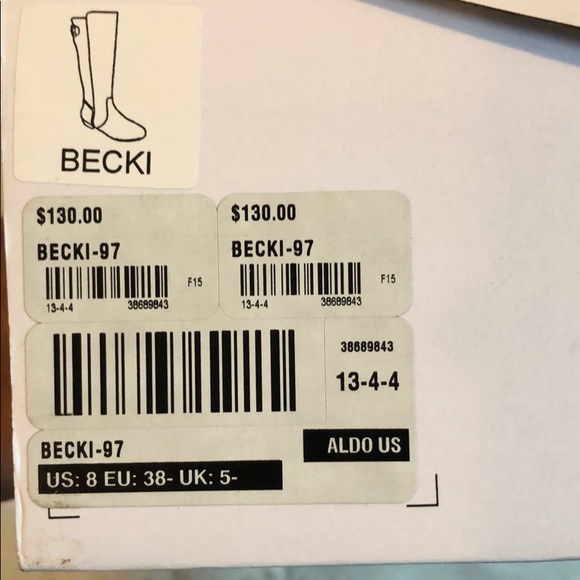 BECKI
$130.00
BECKI-97
F15
13-4-4 38689843
$130.00
BECKI-97
F15
13-4-4 38689843
38689843
13-4-4
BECKI-97
ALDO US
US: 8 EU: 38- UK: 5-